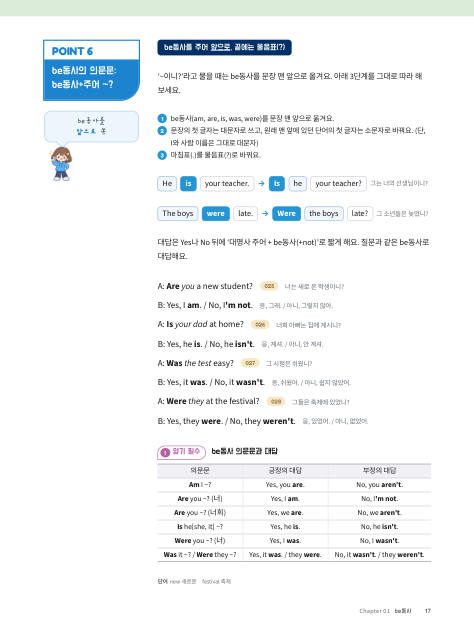 POINT 6
be동사의 의문문:
be동사+주어 ~?
be동사를
앞으로 쏙
be동사를 주어 앞으로, 끝에는 물음표(?)
'~이니?'라고 물을 때는 be동사를 문장 맨 앞으로 옮겨요. 아래 3단계를 그대로 따라 해
보세요.
1 be동사(am, are, is, was, were)를 문장 맨 앞으로 옮겨요.
2 문장의 첫 글자는 대문자로 쓰고, 원래 맨 앞에 있던 단어의 첫 글자는 소문자로 바꿔요. (단,
I와 사람 이름은 그대로 대문자)
3 마침표(.)를 물음표(?)로 바꿔요.
He is your teacher. → Is he your teacher? 그는 너의 선생님이니?
The boys were late. → Were the boys late? 그 소년들은 늦었니?
대답은 Yes나 No 뒤에 '대명사 주어 + be동사(+not)'로 짧게 해요. 질문과 같은 be동사로
대답해요.
A: Are you a new student? 025 너는 새로 온 학생이니?
B: Yes, I am. / No, I'm not. 응, 그래. / 아니, 그렇지 않아.
A: Is your dad at home? 026 너희 아빠는 집에 계시니?
B: Yes, he is. / No, he isn't. 응, 계셔. / 아니, 안 계셔.
A: Was the test easy? 027 그 시험은 쉬웠니?
B: Yes, it was. / No, it wasn't. 응, 쉬웠어. / 아니, 쉽지 않았어.
A: Were they at the festival? 028 그들은 축제에 있었니?
B: Yes, they were. / No, they weren't. 응, 있었어. / 아니, 없었어.
! 암기 필수 be동사 의문문과 대답
의문문 긍정의 대답 부정의 대답
Am I ~? Yes, you are. No, you aren't.
Are you ~? (너) Yes, I am. No, I'm not.
Are you ~? (너희) Yes, we are. No, we aren't.
Is he[she, it] ~? Yes, he is. No, he isn't.
Were you ~? (너) Yes, I was. No, I wasn't.
Was it ~? / Were they ~? Yes, it was. / they were. No, it wasn't. / they weren't.
단어 new 새로운 festival 축제
Chapter 01 be동사 17